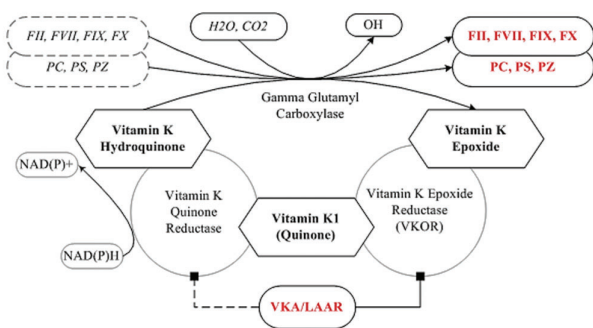 FII, FVII, FIX, FX
H2O, CO2
OH
FII, FVII, FIX, FX
PC, PS, PZ
PC, PS, PZ
Gamma Glutamyl
Carboxylase
Vitamin K
Hydroquinone
Vitamin K
Epoxide
NAD(P)+
Vitamin K
Quinone
Reductase
Vitamin K1
(Quinone)
Vitamin K Epoxide
Reductase
(VKOR)
NAD(P)H
VKA/LAAR